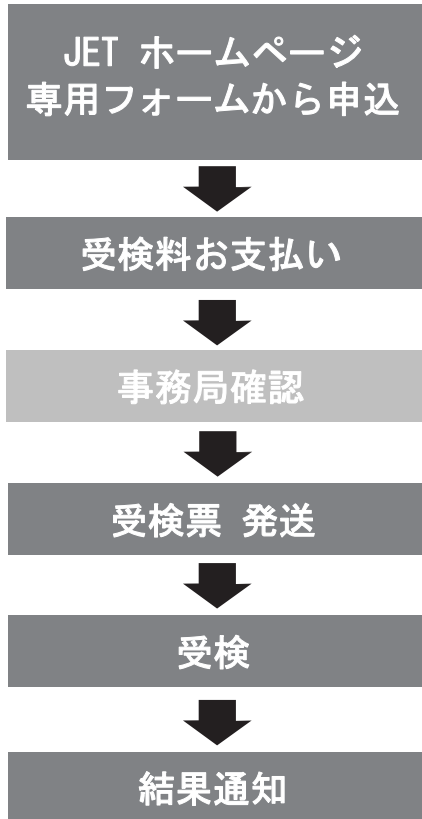 JET ホームページ
専用フォームから申込
受検料お支払い
事務局確認
受検票 発送
受検
結果通知